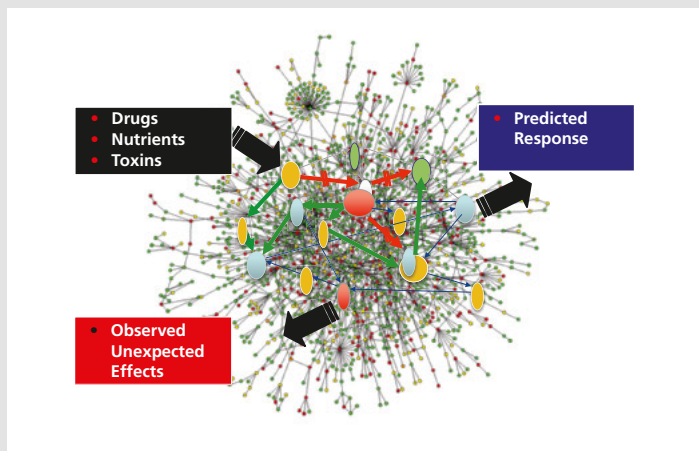 • Drugs
• Nutrients
• Toxins
• Predicted
Response
• Observed
Unexpected
Effects